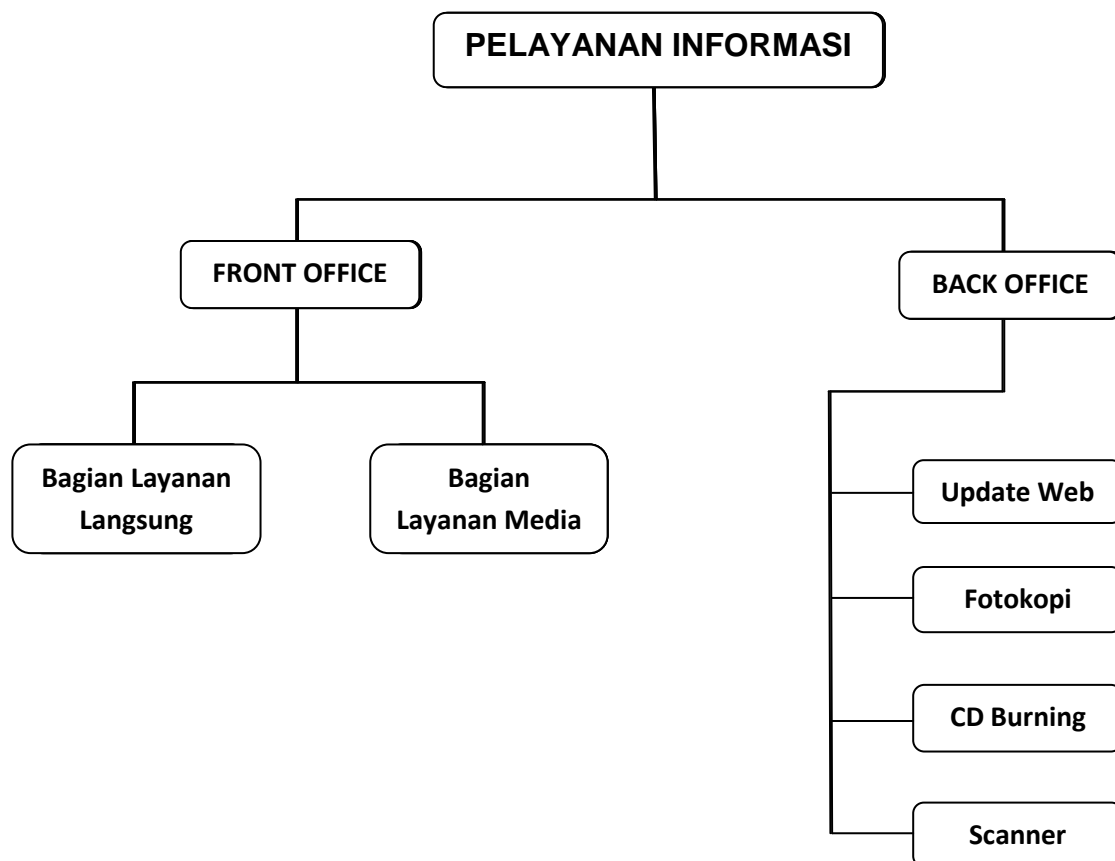 PELAYANAN INFORMASI
FRONT OFFICE
BACK OFFICE
Bagian Layanan
Langsung
Bagian
Layanan Media
Update Web
Fotokopi
CD Burning
Scanner